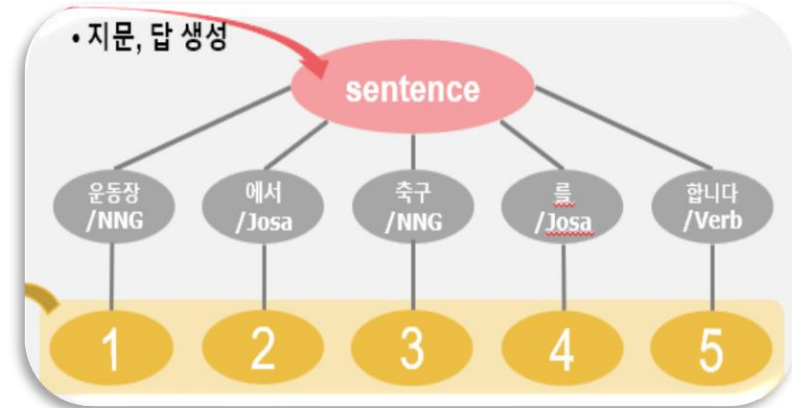 • 지문, 답 생성
sentence
운동장
/NNG
에서
/Josa
축구
/NNG
를
/Josa
합니다
/Verb
1
2
3
4
5